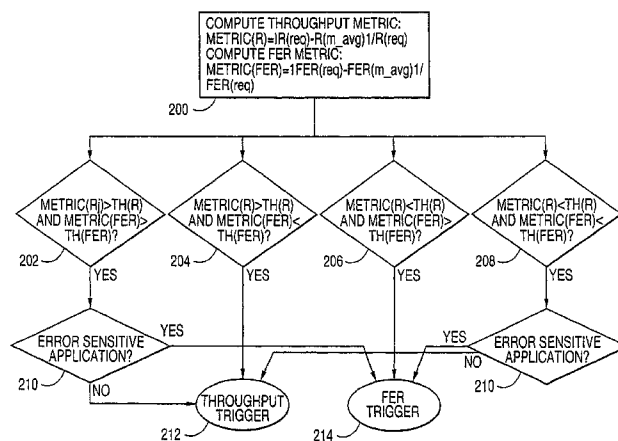 COMPUTE THROUGHPUT METRIC:
METRIC(R)=IR(req)-R(m_avg)1/R(req)
COMPUTE FER METRIC:
METRIC(FER)=1FER(req)-FER(m_avg)1/
FER(req)
200
METRIC(Rj)>TH(R)
AND METRIC(FER)>
TH(FER)?
202
YES
METRIC(R)>TH(R)
AND METRIC(FER)<
TH(FER)?
204
YES
METRIC(R)<TH(R)
AND METRIC(FER)>
TH(FER)?
206
YES
METRIC(R)<TH(R)
AND METRIC(FER)<
TH(FER)?
208
YES
ERROR SENSITIVE
APPLICATION?
210
YES
NO
ERROR SENSITIVE
APPLICATION?
210
YES
NO
THROUGHPUT
TRIGGER
212
FER
TRIGGER
214